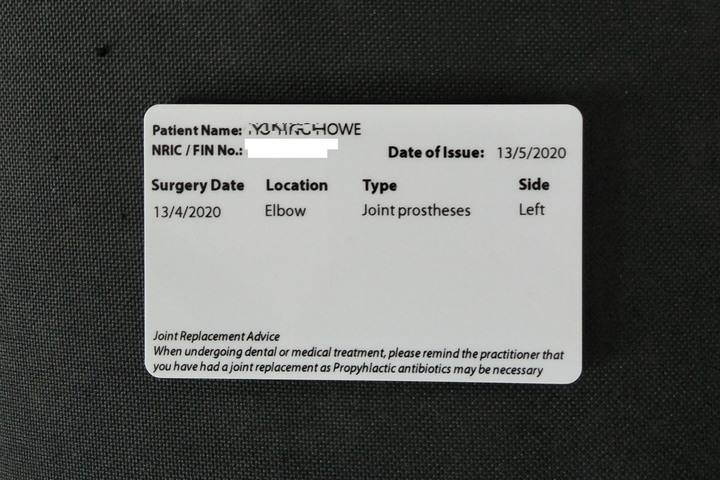 Patient Name: HOWE
NRIC / FIN No.:
Date of Issue: 13/5/2020
Surgery Date Location Type Side
13/4/2020 Elbow Joint prostheses Left
Joint Replacement Advice
When undergoing dental or medical treatment, please remind the practitioner that
you have had a joint replacement as Propyhlactic antibiotics may be necessary